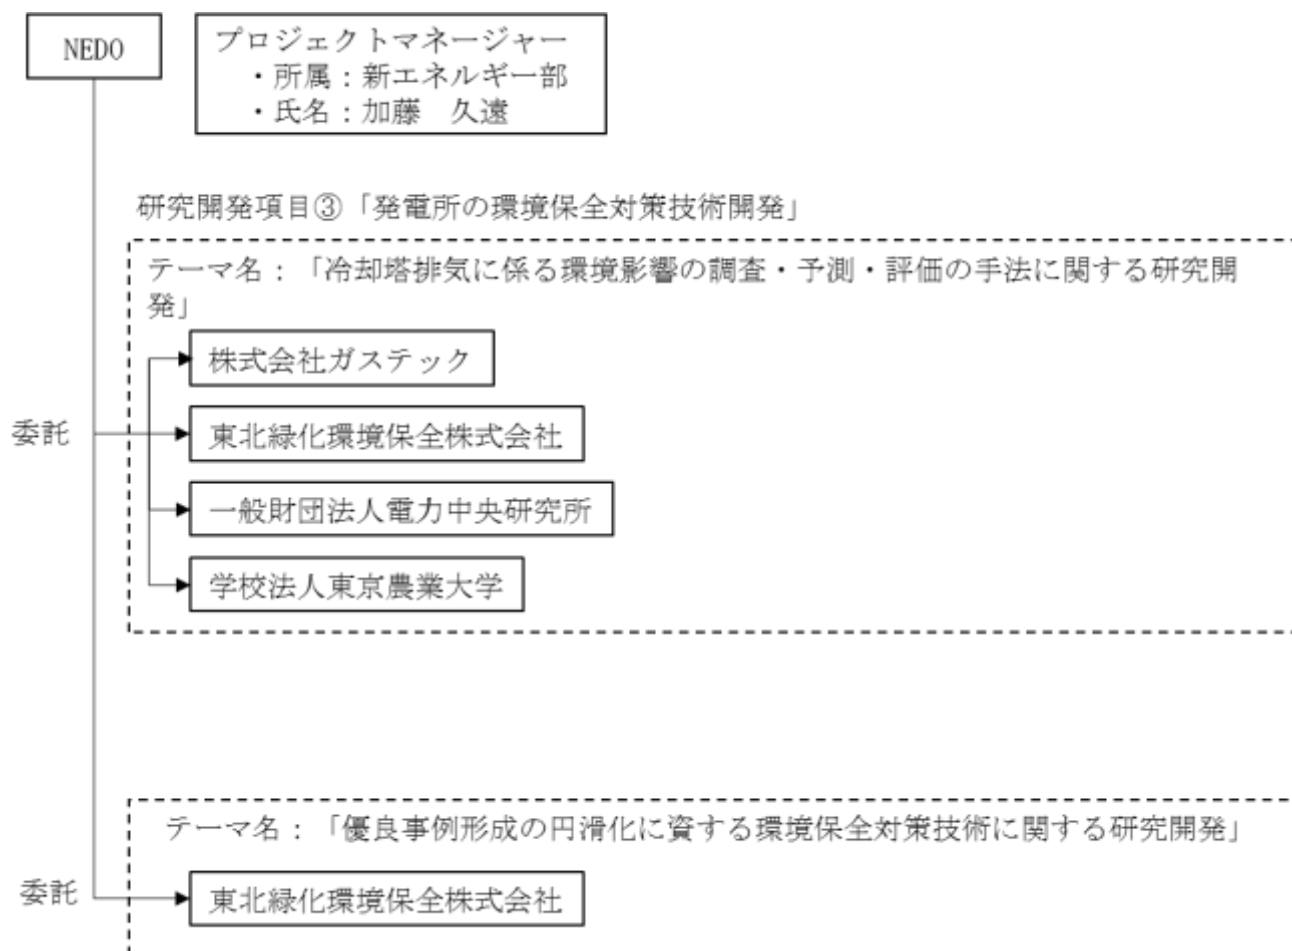 NEDO
プロジェクトマネージャー
・所属：新エネルギー部
・氏名：加藤　久遠
研究開発項目③「発電所の環境保全対策技術開発」
テーマ名：「冷却塔排気に係る環境影響の調査・予測・評価の手法に関する研究開
発」
株式会社ガステック
委託
東北緑化環境保全株式会社
一般財団法人電力中央研究所
学校法人東京農業大学
テーマ名：「優良事例形成の円滑化に資する環境保全対策技術に関する研究開発」
委託
東北緑化環境保全株式会社